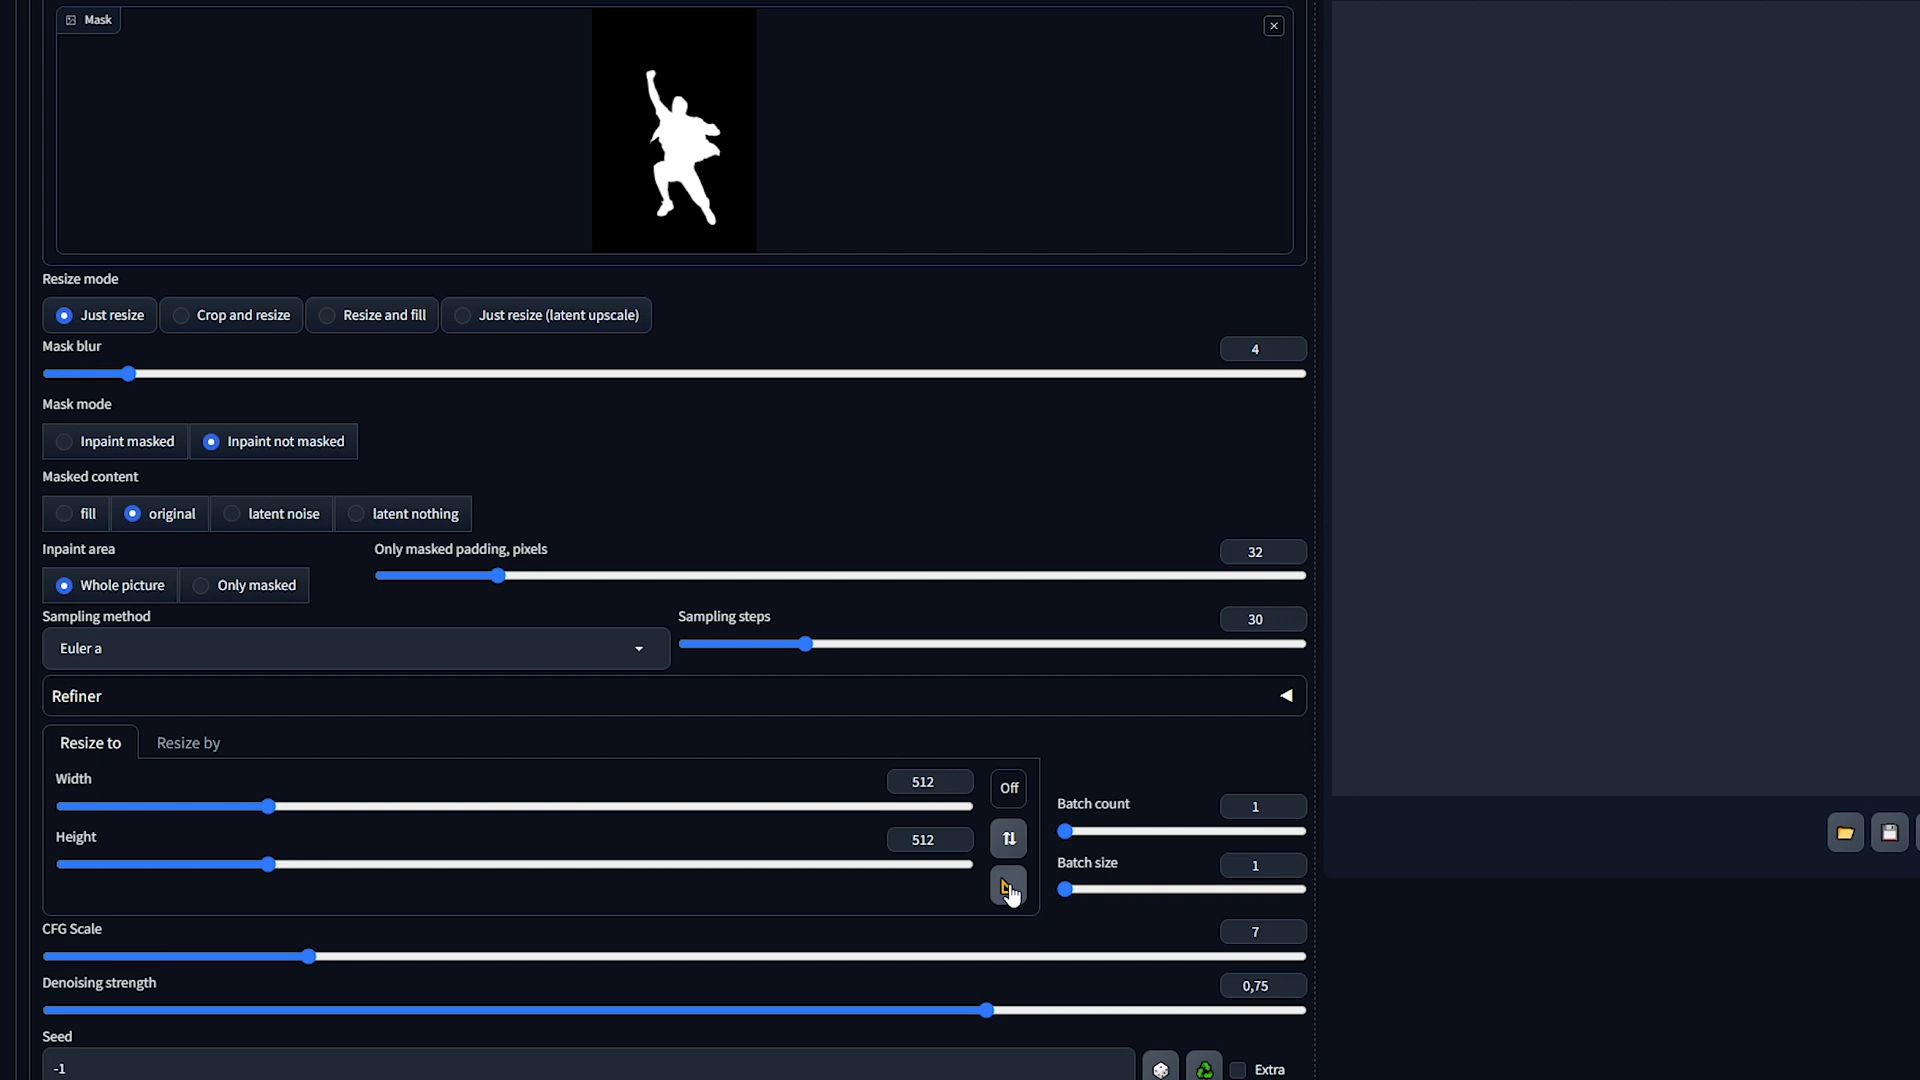 Mask
Resize mode
Just resize Crop and resize Resize and fill Just resize (latent upscale)
Mask blur 4
Mask mode
Inpaint masked Inpaint not masked
Masked content
fill original latent noise latent nothing
Inpaint area Only masked padding, pixels 32
Whole picture Only masked
Sampling method Sampling steps 30
Euler a
Refiner
Resize to Resize by
Width 512 Off
Batch count 1
Height 512
Batch size 1
CFG Scale 7
Denoising strength 0,75
Seed
-1 Extra